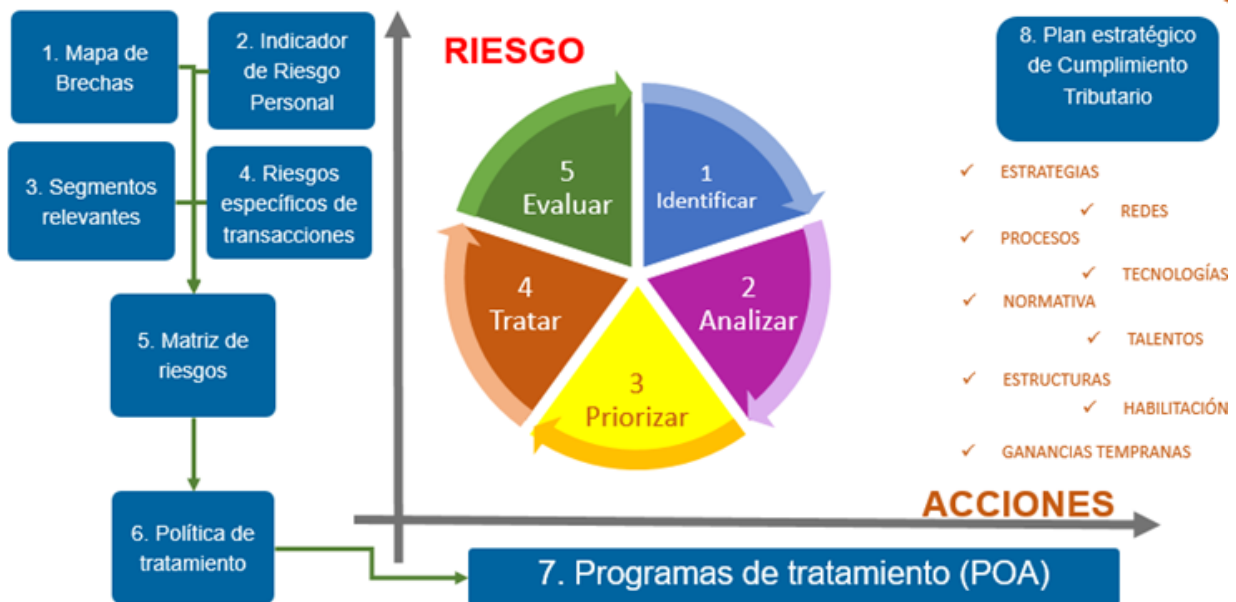 1. Mapa de
Brechas
2. Indicador
de Riesgo
Personal
3. Segmentos
relevantes
4. Riesgos
específicos de
transacciones
5. Matriz de
riesgos
6. Política de
tratamiento
RIESGO
1
Identificar
2
Analizar
3
Priorizar
4
Tratar
5
Evaluar
ACCIONES
7. Programas de tratamiento (POA)
8. Plan estratégico
de Cumplimiento
Tributario
✓ ESTRATEGIAS
✓ REDES
✓ PROCESOS
✓ TECNOLOGÍAS
✓ NORMATIVA
✓ TALENTOS
✓ ESTRUCTURAS
✓ HABILITACIÓN
✓ GANANCIAS TEMPRANAS